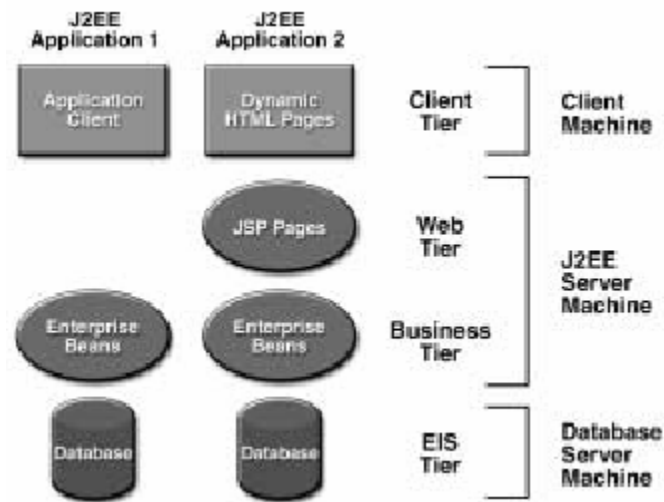 J2EE
Application 1
J2EE
Application 2
Application
Client
Dynamic
HTML Pages
Client
Tier
Client
Machine
JSP Pages
Web
Tier
J2EE
Server
Machine
Enterprise
Beans
Enterprise
Beans
Business
Tier
Database
Database
EIS
Tier
Database
Server
Machine